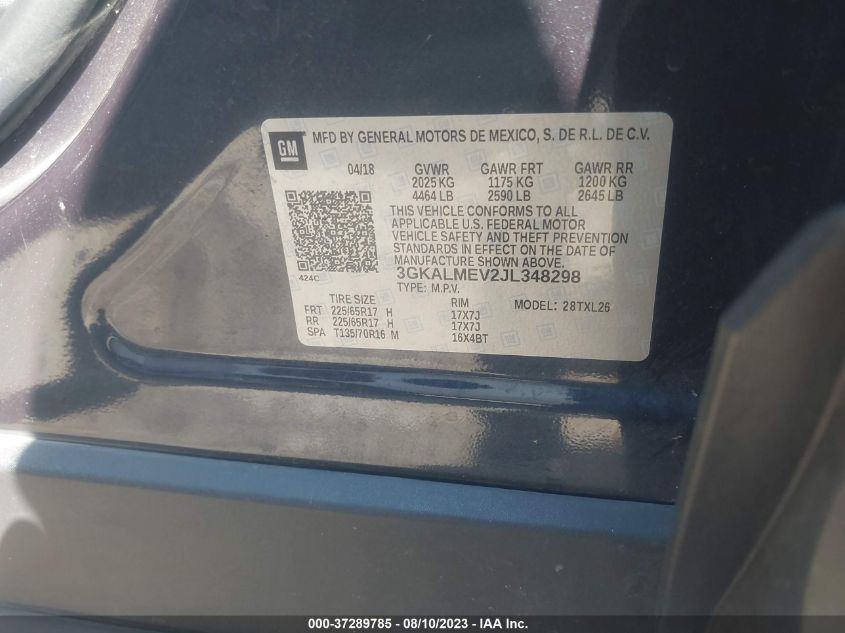 GM MFD BY GENERAL MOTORS DE MEXICO, S. DE R.L. DE C.V.
04/18 GVWR GAWR FRT GAWR RR
2025 KG 1175 KG 1200 KG
4464 LB 2590 LB 2645 LB
THIS VEHICLE CONFORMS TO ALL
APPLICABLE U.S. FEDERAL MOTOR
VEHICLE SAFETY AND THEFT PREVENTION
STANDARDS IN EFFECT ON THE DATE OF
MANUFACTURE SHOWN ABOVE.
424C 3GKALMEV2JL348298
TYPE: M.P.V.
TIRE SIZE RIM MODEL: 28TXL26
FRT 225/65R17 H 17X7J
RR 225/65R17 H 17X7J
SPA T135/70R16 M 16X4BT
000-37289785 - 08/10/2023 - Copyright 2023 IAA, Inc.